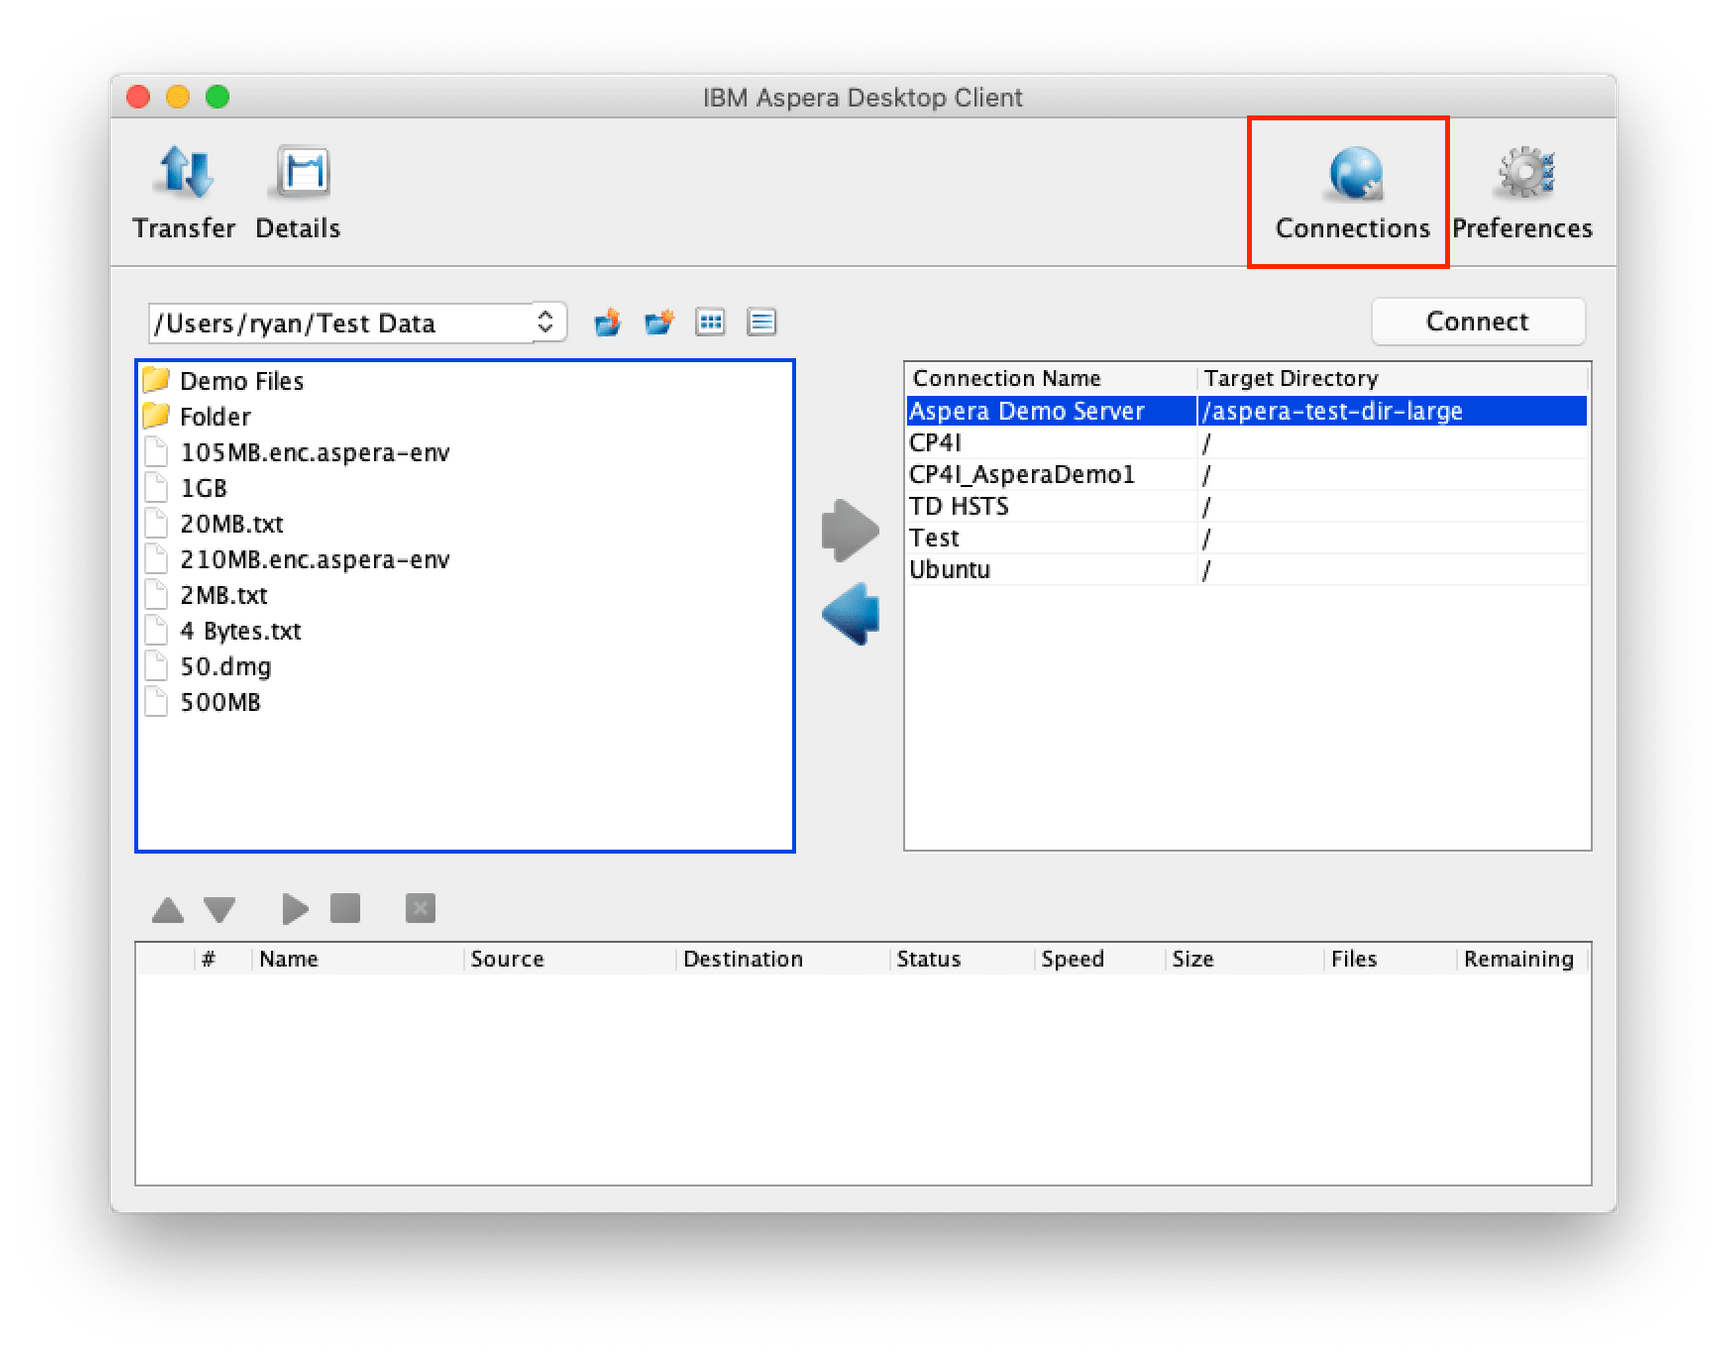 IBM Aspera Desktop Client
Transfer Details Connections Preferences
/Users/ryan/Test Data
Connect
Demo Files
Folder
105MB.enc.aspera-env
1GB
20MB.txt
210MB.enc.aspera-env
2MB.txt
4 Bytes.txt
50.dmg
500MB
Connection Name Target Directory
Aspera Demo Server /aspera-test-dir-large
CP4I /
CP4I_AsperaDemo1 /
TD HSTS /
Test /
Ubuntu /
# Name Source Destination Status Speed Size Files Remaining